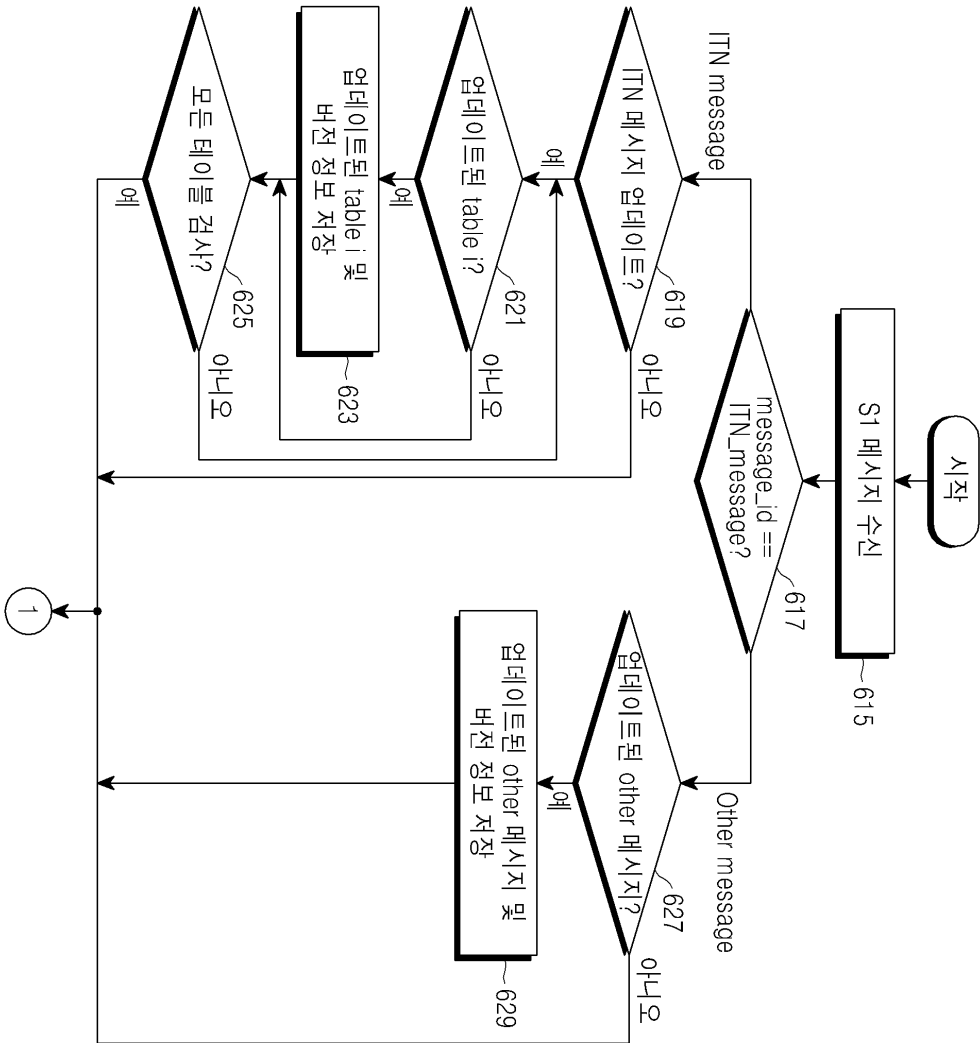 시작
S1 메시지 수신
615
message_id ==
ITN_message?
617
ITN message
Other message
ITN 메시지 업데이트?
619
예
아니오
업데이트된 table i?
621
예
아니오
업데이트된 table i 및
버전 정보 저장
623
모든 테이블 검사?
625
예
아니오
업데이트된 other 메시지?
627
예
아니오
업데이트된 other 메시지 및
버전 정보 저장
629
1